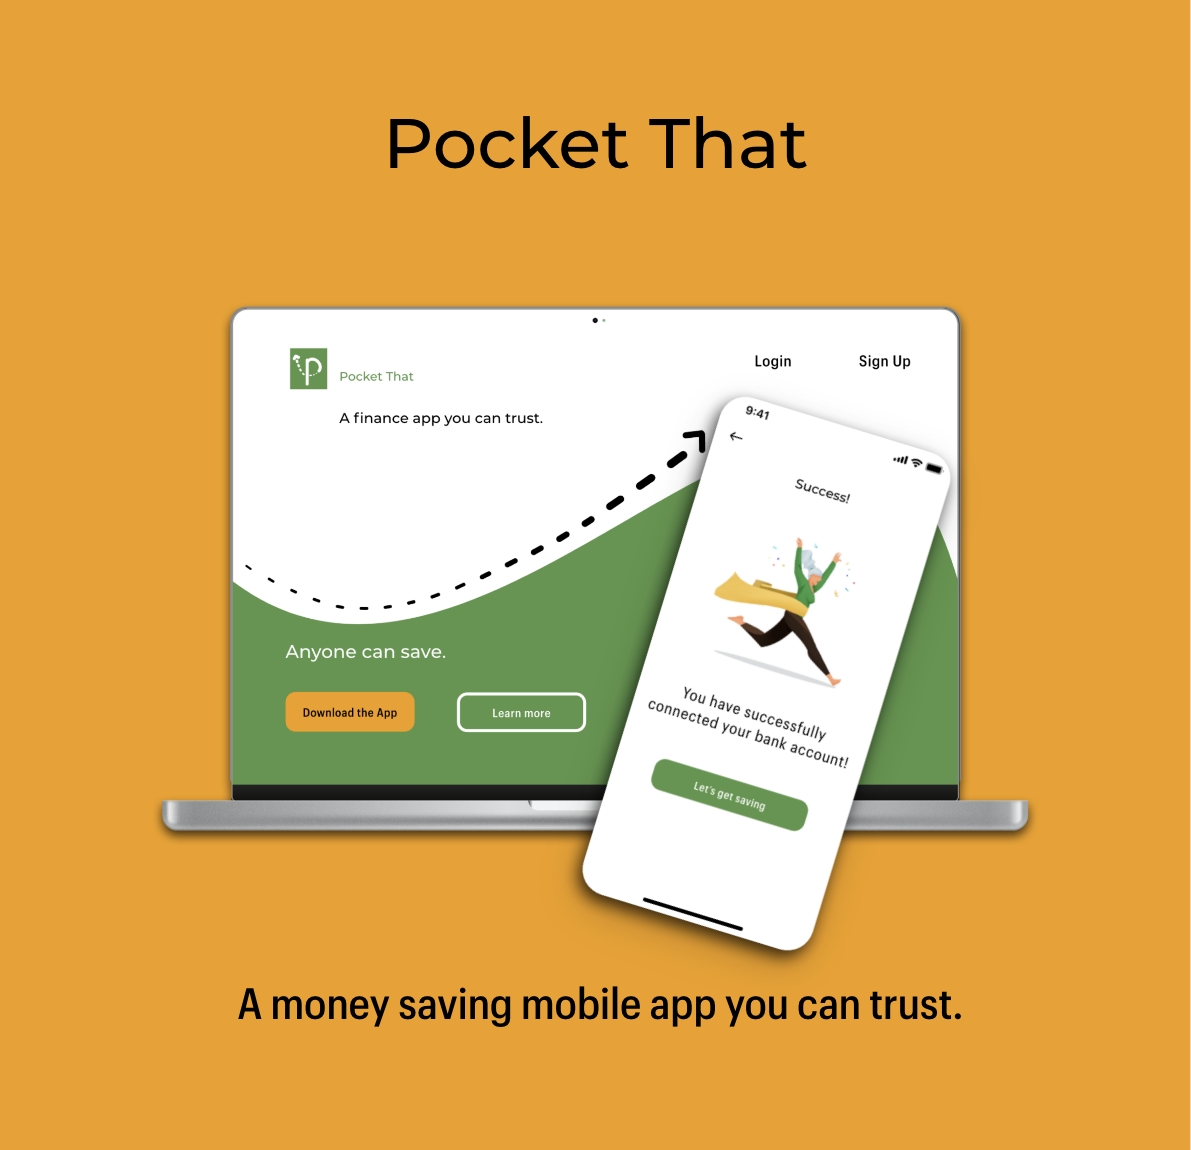 Pocket That
Pocket That
Login
Sign Up
A finance app you can trust.
9:41
Success!
Anyone can save.
Download the App
Learn more
You have successfully
connected your bank account!
Let's get saving
A money saving mobile app you can trust.